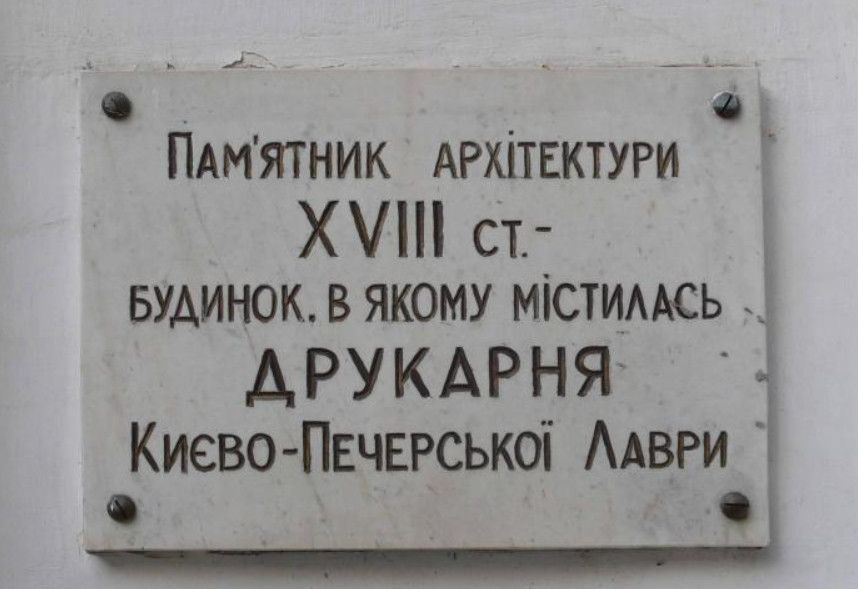 Пам'ятник архітектури
XVIII ст.-
будинок. в якому містилась
друкарня
Києво-Печерської Лаври